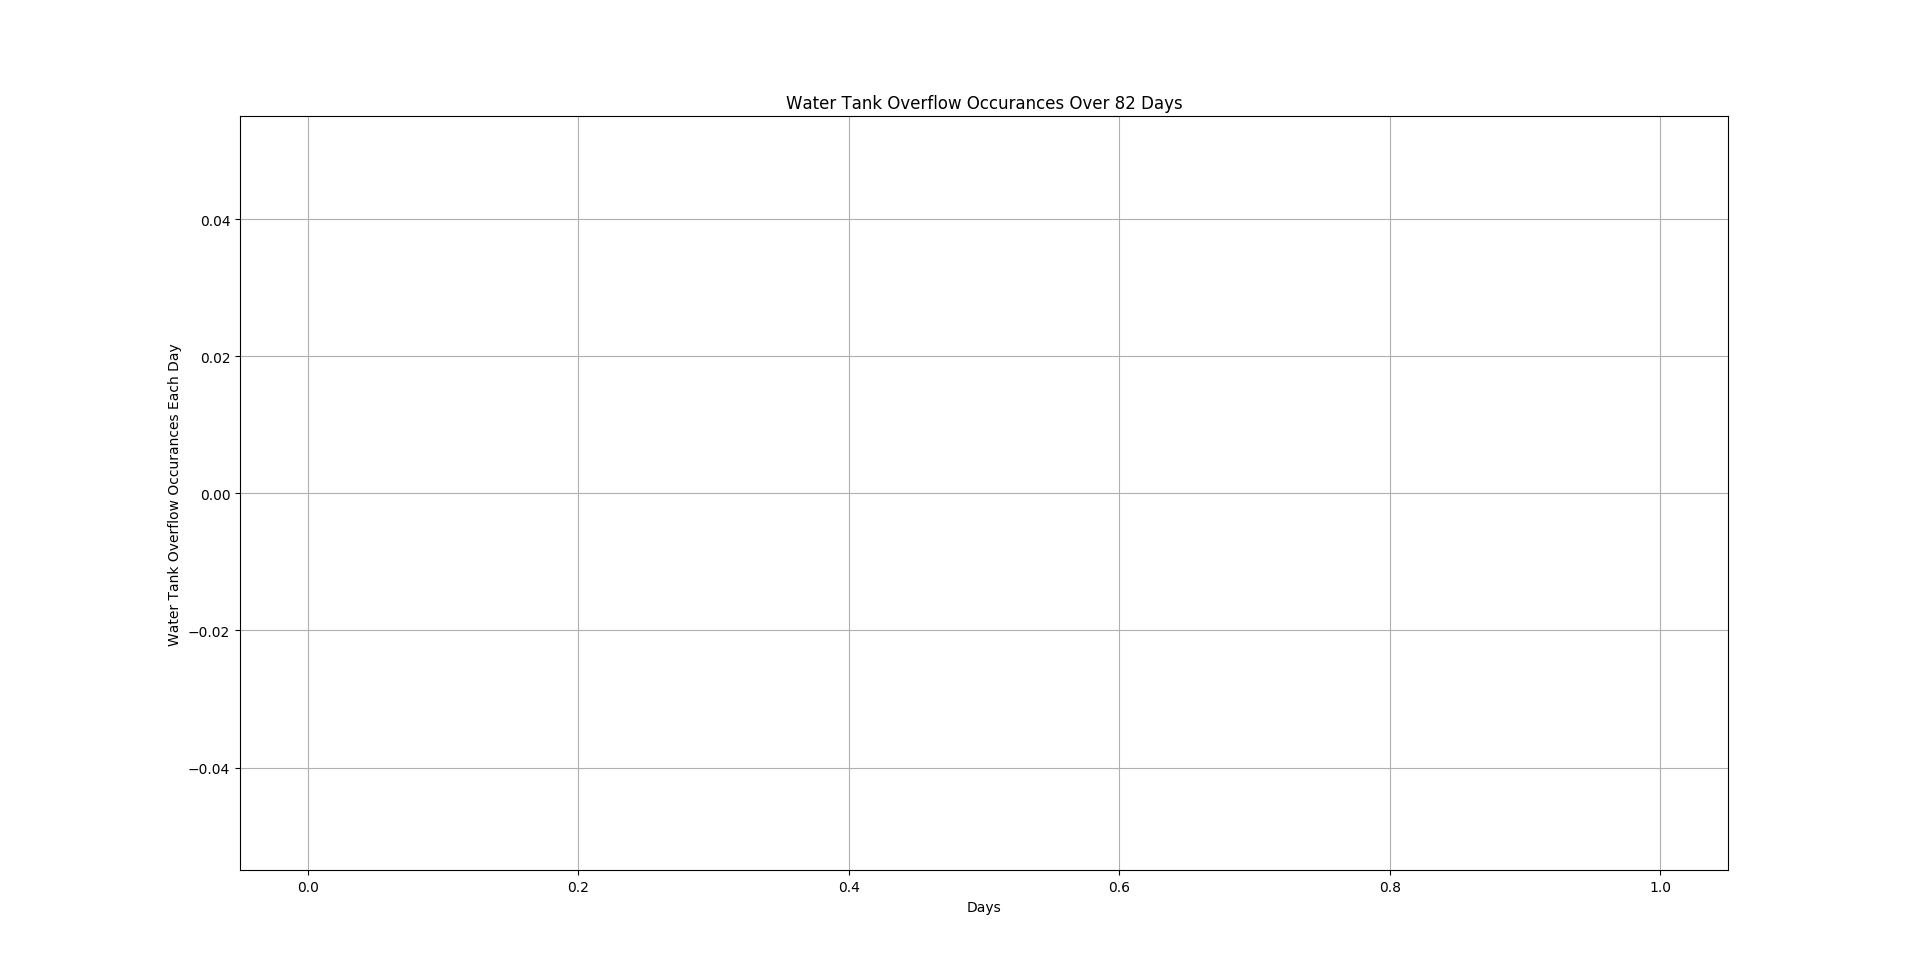 Water Tank Overflow Occurances Over 82 Days
Water Tank Overflow Occurances Each Day
0.04
0.02
0.00
−0.02
−0.04
0.0 0.2 0.4 0.6 0.8 1.0
Days